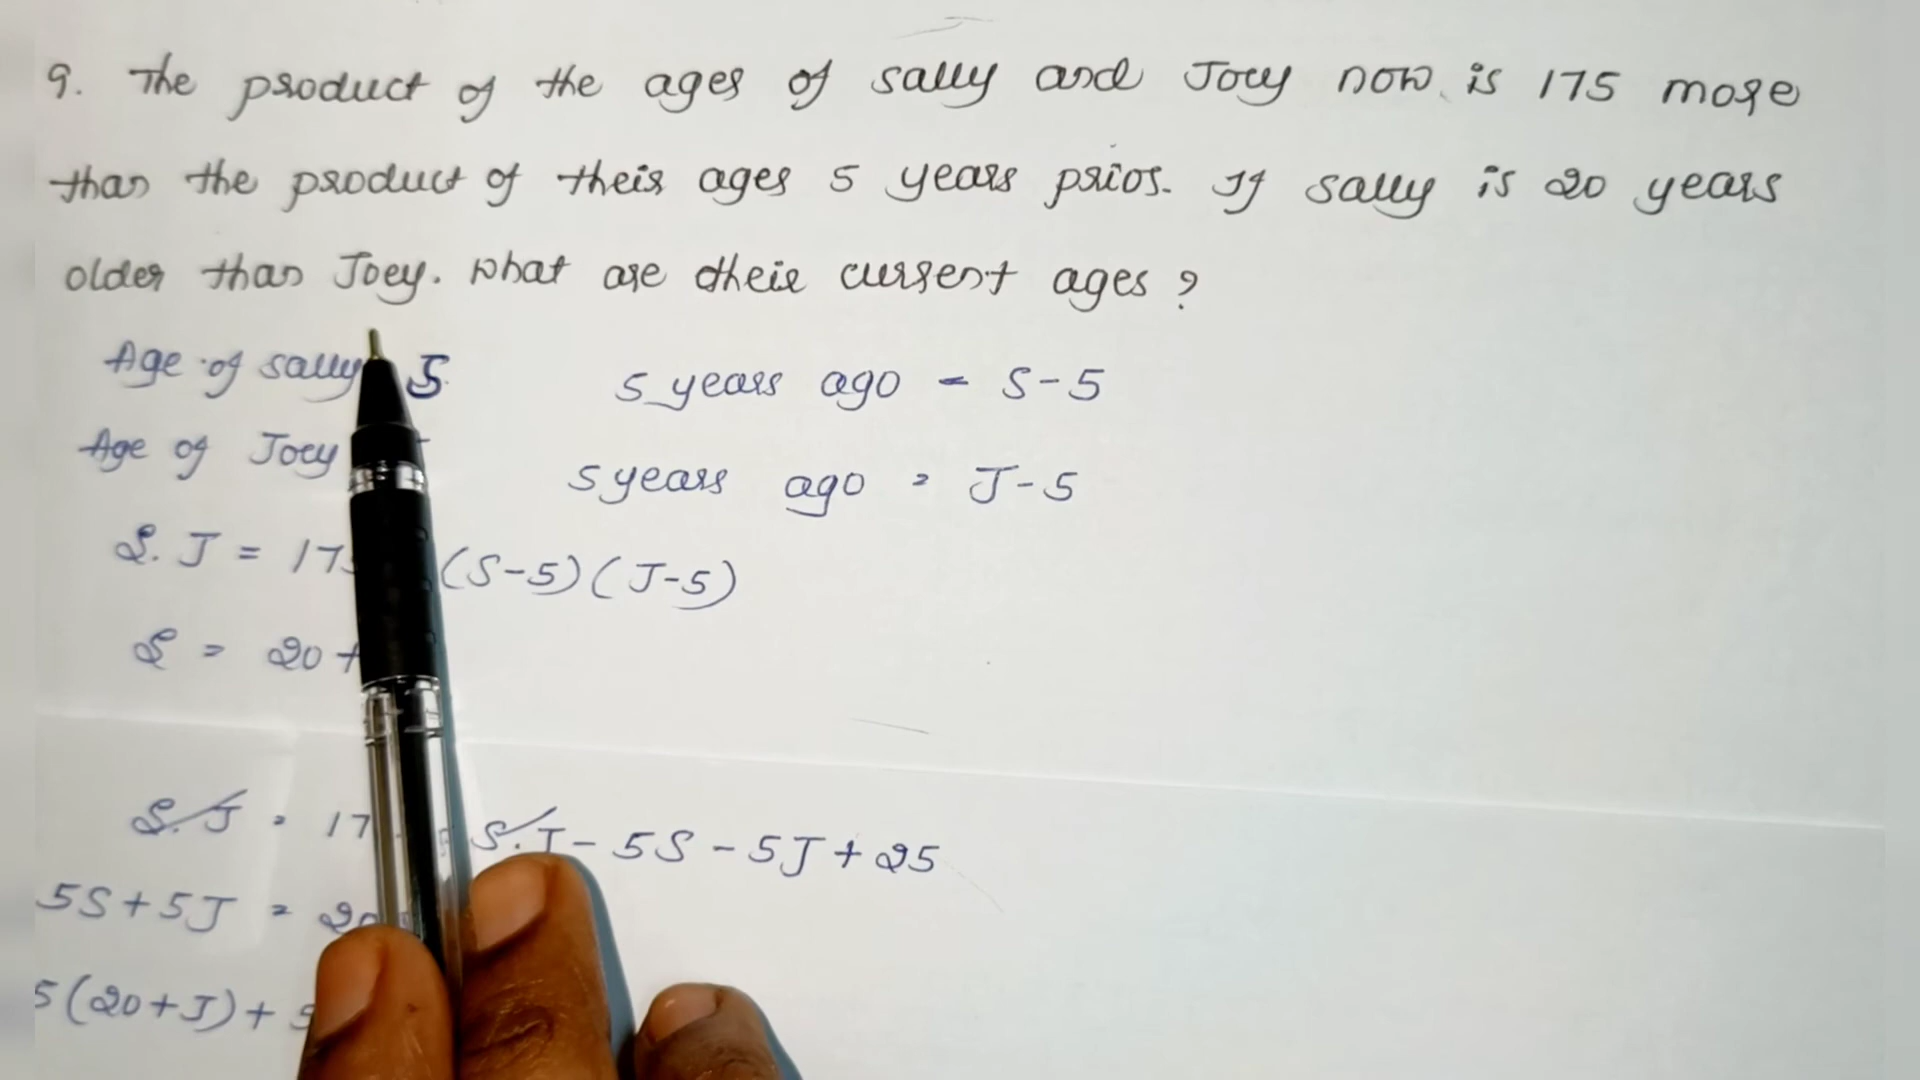 9. The product of the ages of sally and Joey now is 175 more
than the product of their ages 5 years prior. If sally is 20 years
older than Joey. what are their current ages ?
Age of sally S
5 years ago - S-5
Age of Joey
5 years ago = J-5
S. J = 175 (S-5) (J-5)
S = 20+
S. J = 17 S. J - 5S - 5J + 25
5S + 5J = 20
5(20+J) + 5